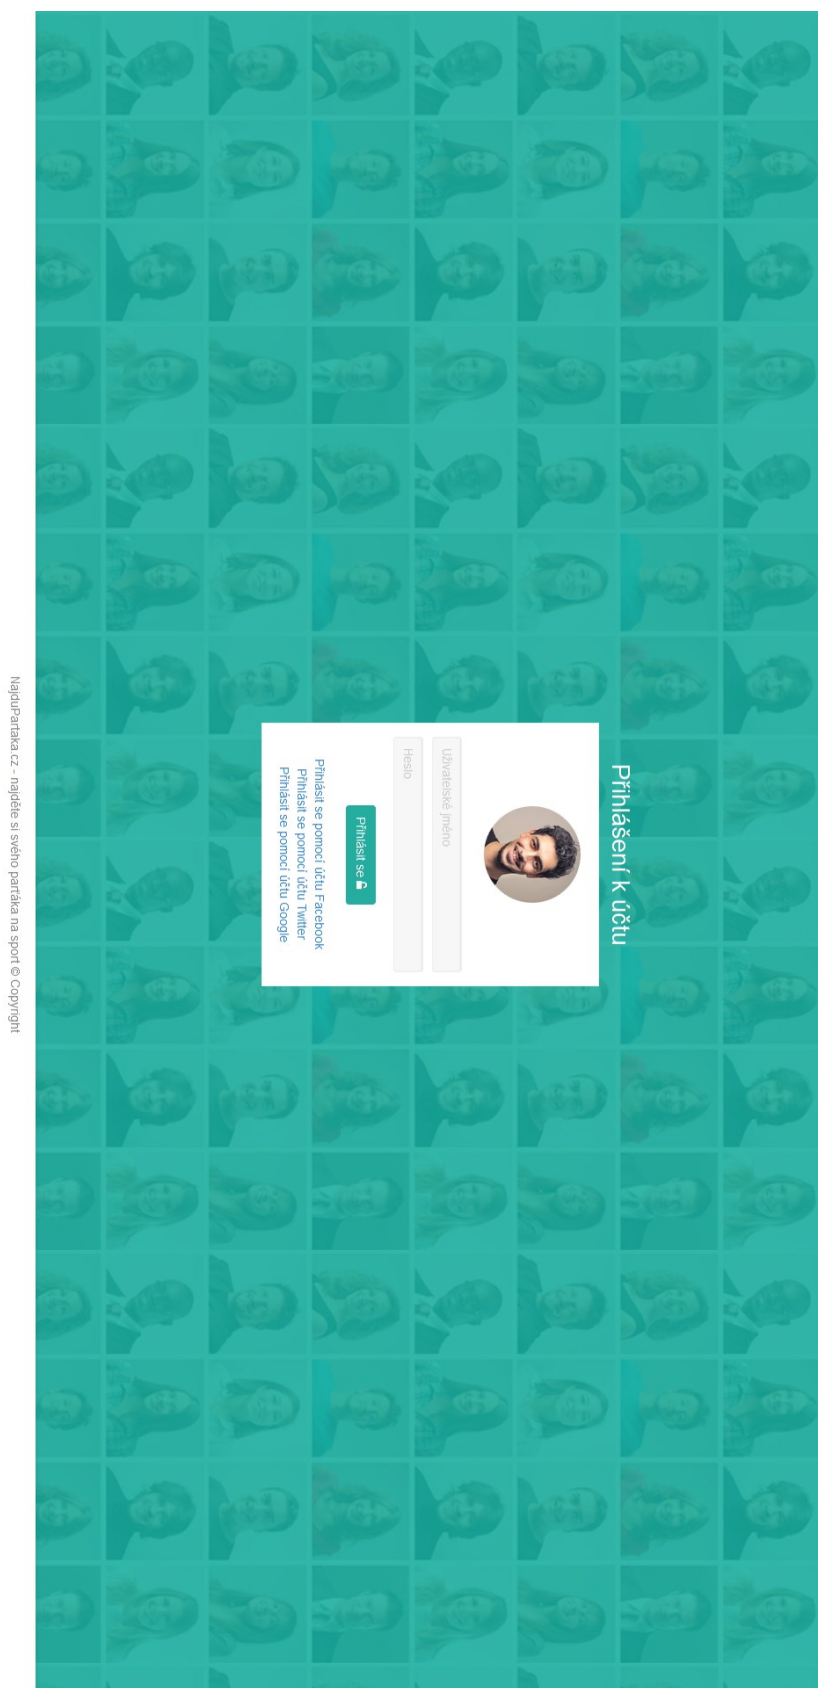 Přihlášení k účtu
Uživatelské jméno
Heslo
Přihlásit se
Přihlásit se pomocí účtu Facebook
Přihlásit se pomocí účtu Twitter
Přihlásit se pomocí účtu Google
NajduPartaka.cz - najděte si svého parťáka na sport © Copyright